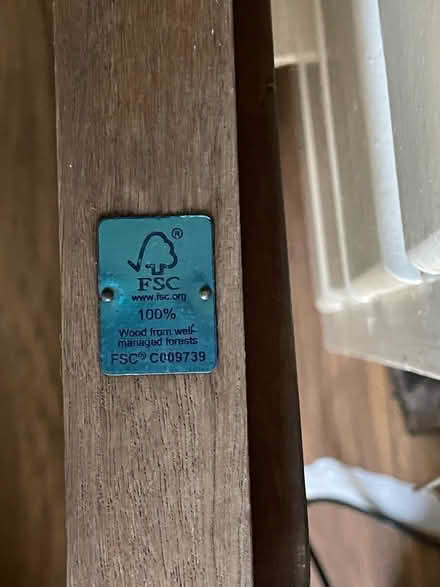 ®
FSC
www.fsc.org
100%
Wood from well-
managed forests
FSC® C009739